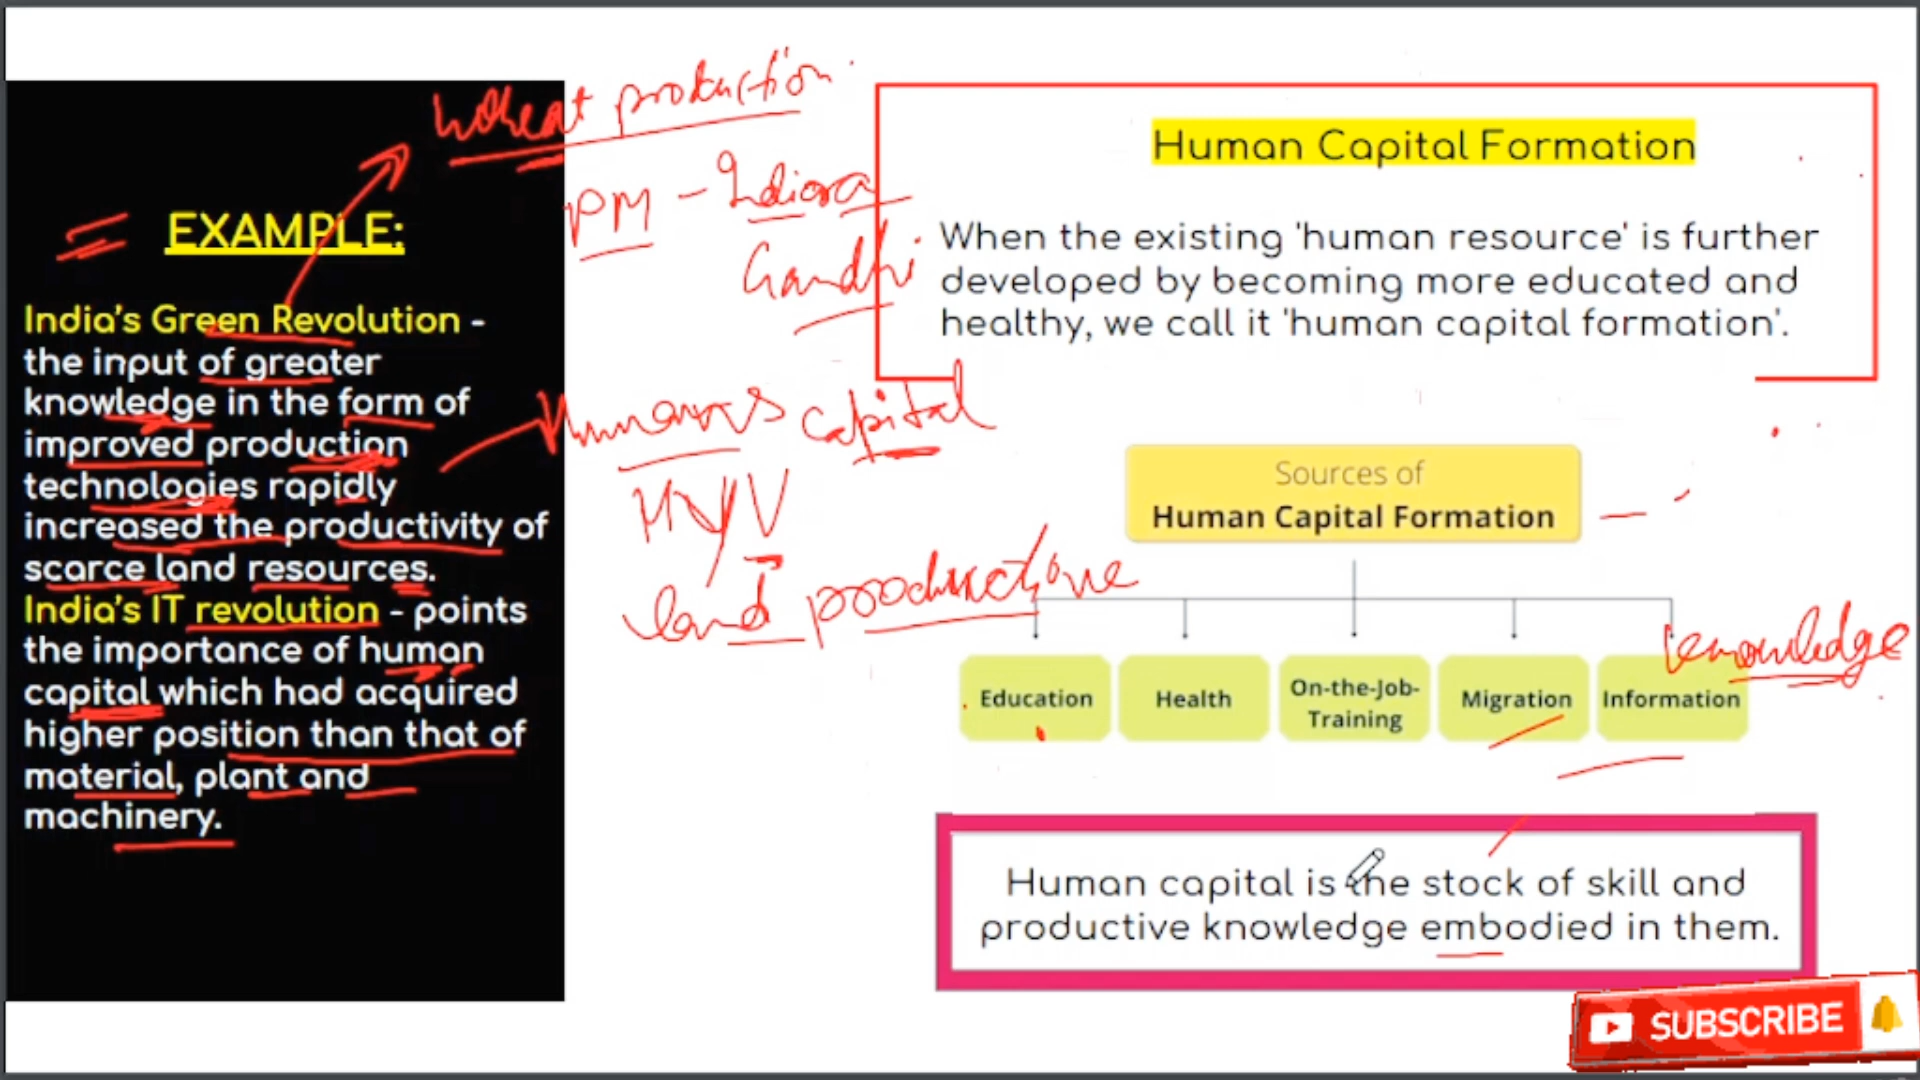 wheat production
PM - Indira
Gandhi
EXAMPLE:
India's Green Revolution -
the input of greater
knowledge in the form of
improved production
technologies rapidly
increased the productivity of
scarce land resources.
India's IT revolution - points
the importance of human
capital which had acquired
higher position than that of
material, plant and
machinery.
capital
HYV
land productive
Human Capital Formation
When the existing 'human resource' is further
developed by becoming more educated and
healthy, we call it 'human capital formation'.
Sources of
Human Capital Formation
knowledge
Education
Health
On-the-Job-
Training
Migration
Information
Human capital is the stock of skill and
productive knowledge embodied in them.
SUBSCRIBE